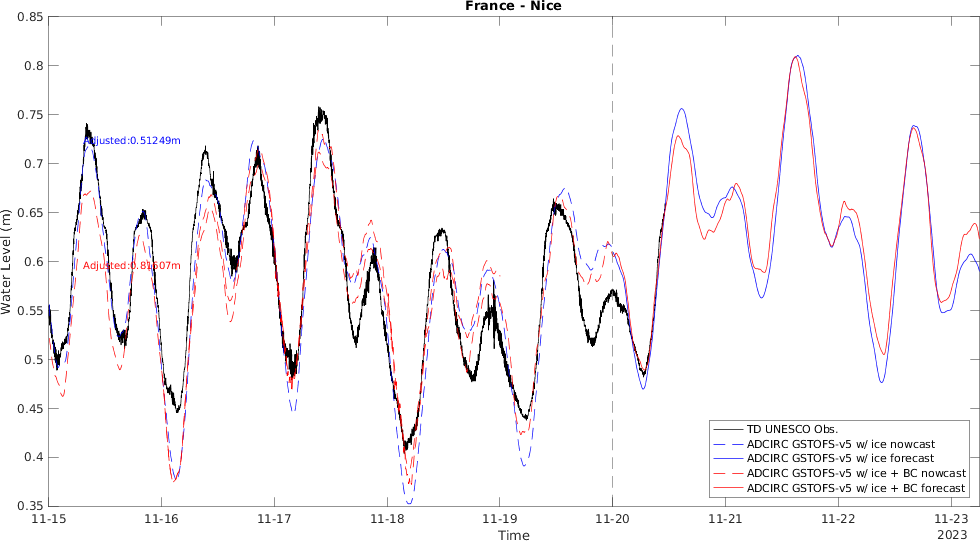 France - Nice
0.85
0.8
0.75
0.7
0.65
0.6
0.55
0.5
0.45
0.4
0.35
Water Level (m)
Adjusted:0.51249m
Adjusted:0.81607m
TD UNESCO Obs.
ADCIRC GSTOFS-v5 w/ ice nowcast
ADCIRC GSTOFS-v5 w/ ice forecast
ADCIRC GSTOFS-v5 w/ ice + BC nowcast
ADCIRC GSTOFS-v5 w/ ice + BC forecast
11-15 11-16 11-17 11-18 11-19 11-20 11-21 11-22 11-23
Time
2023